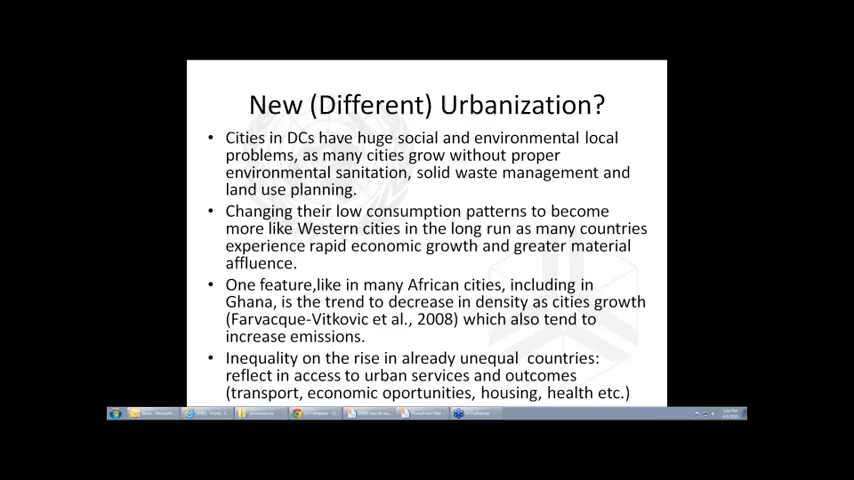 New (Different) Urbanization?
• Cities in DCs have huge social and environmental local
problems, as many cities grow without proper
environmental sanitation, solid waste management and
land use planning.
• Changing their low consumption patterns to become
more like Western cities in the long run as many countries
experience rapid economic growth and greater material
affluence.
• One feature,like in many African cities, including in
Ghana, is the trend to decrease in density as cities growth
(Farvacque-Vitkovic et al., 2008) which also tend to
increase emissions.
• Inequality on the rise in already unequal countries:
reflect in access to urban services and outcomes
(transport, economic oportunities, housing, health etc.)